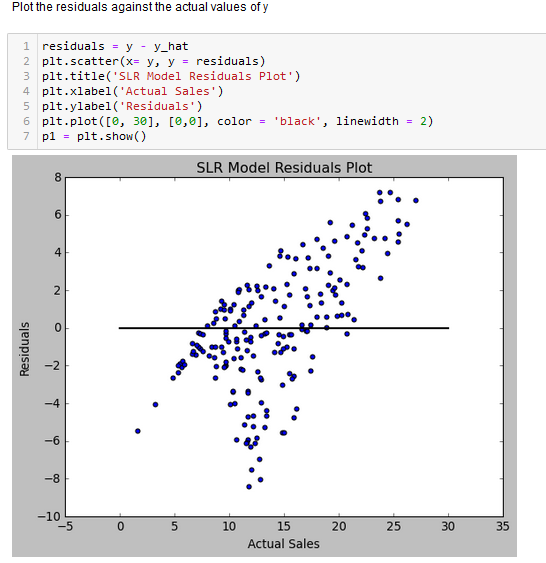 Plot the residuals against the actual values of y
1 residuals = y - y_hat
2 plt.scatter(x= y, y = residuals)
3 plt.title('SLR Model Residuals Plot')
4 plt.xlabel('Actual Sales')
5 plt.ylabel('Residuals')
6 plt.plot([0, 30], [0,0], color = 'black', linewidth = 2)
7 p1 = plt.show()
SLR Model Residuals Plot
8
6
4
2
0
−2
−4
−6
−8
−10
Residuals
−5 0 5 10 15 20 25 30 35
Actual Sales